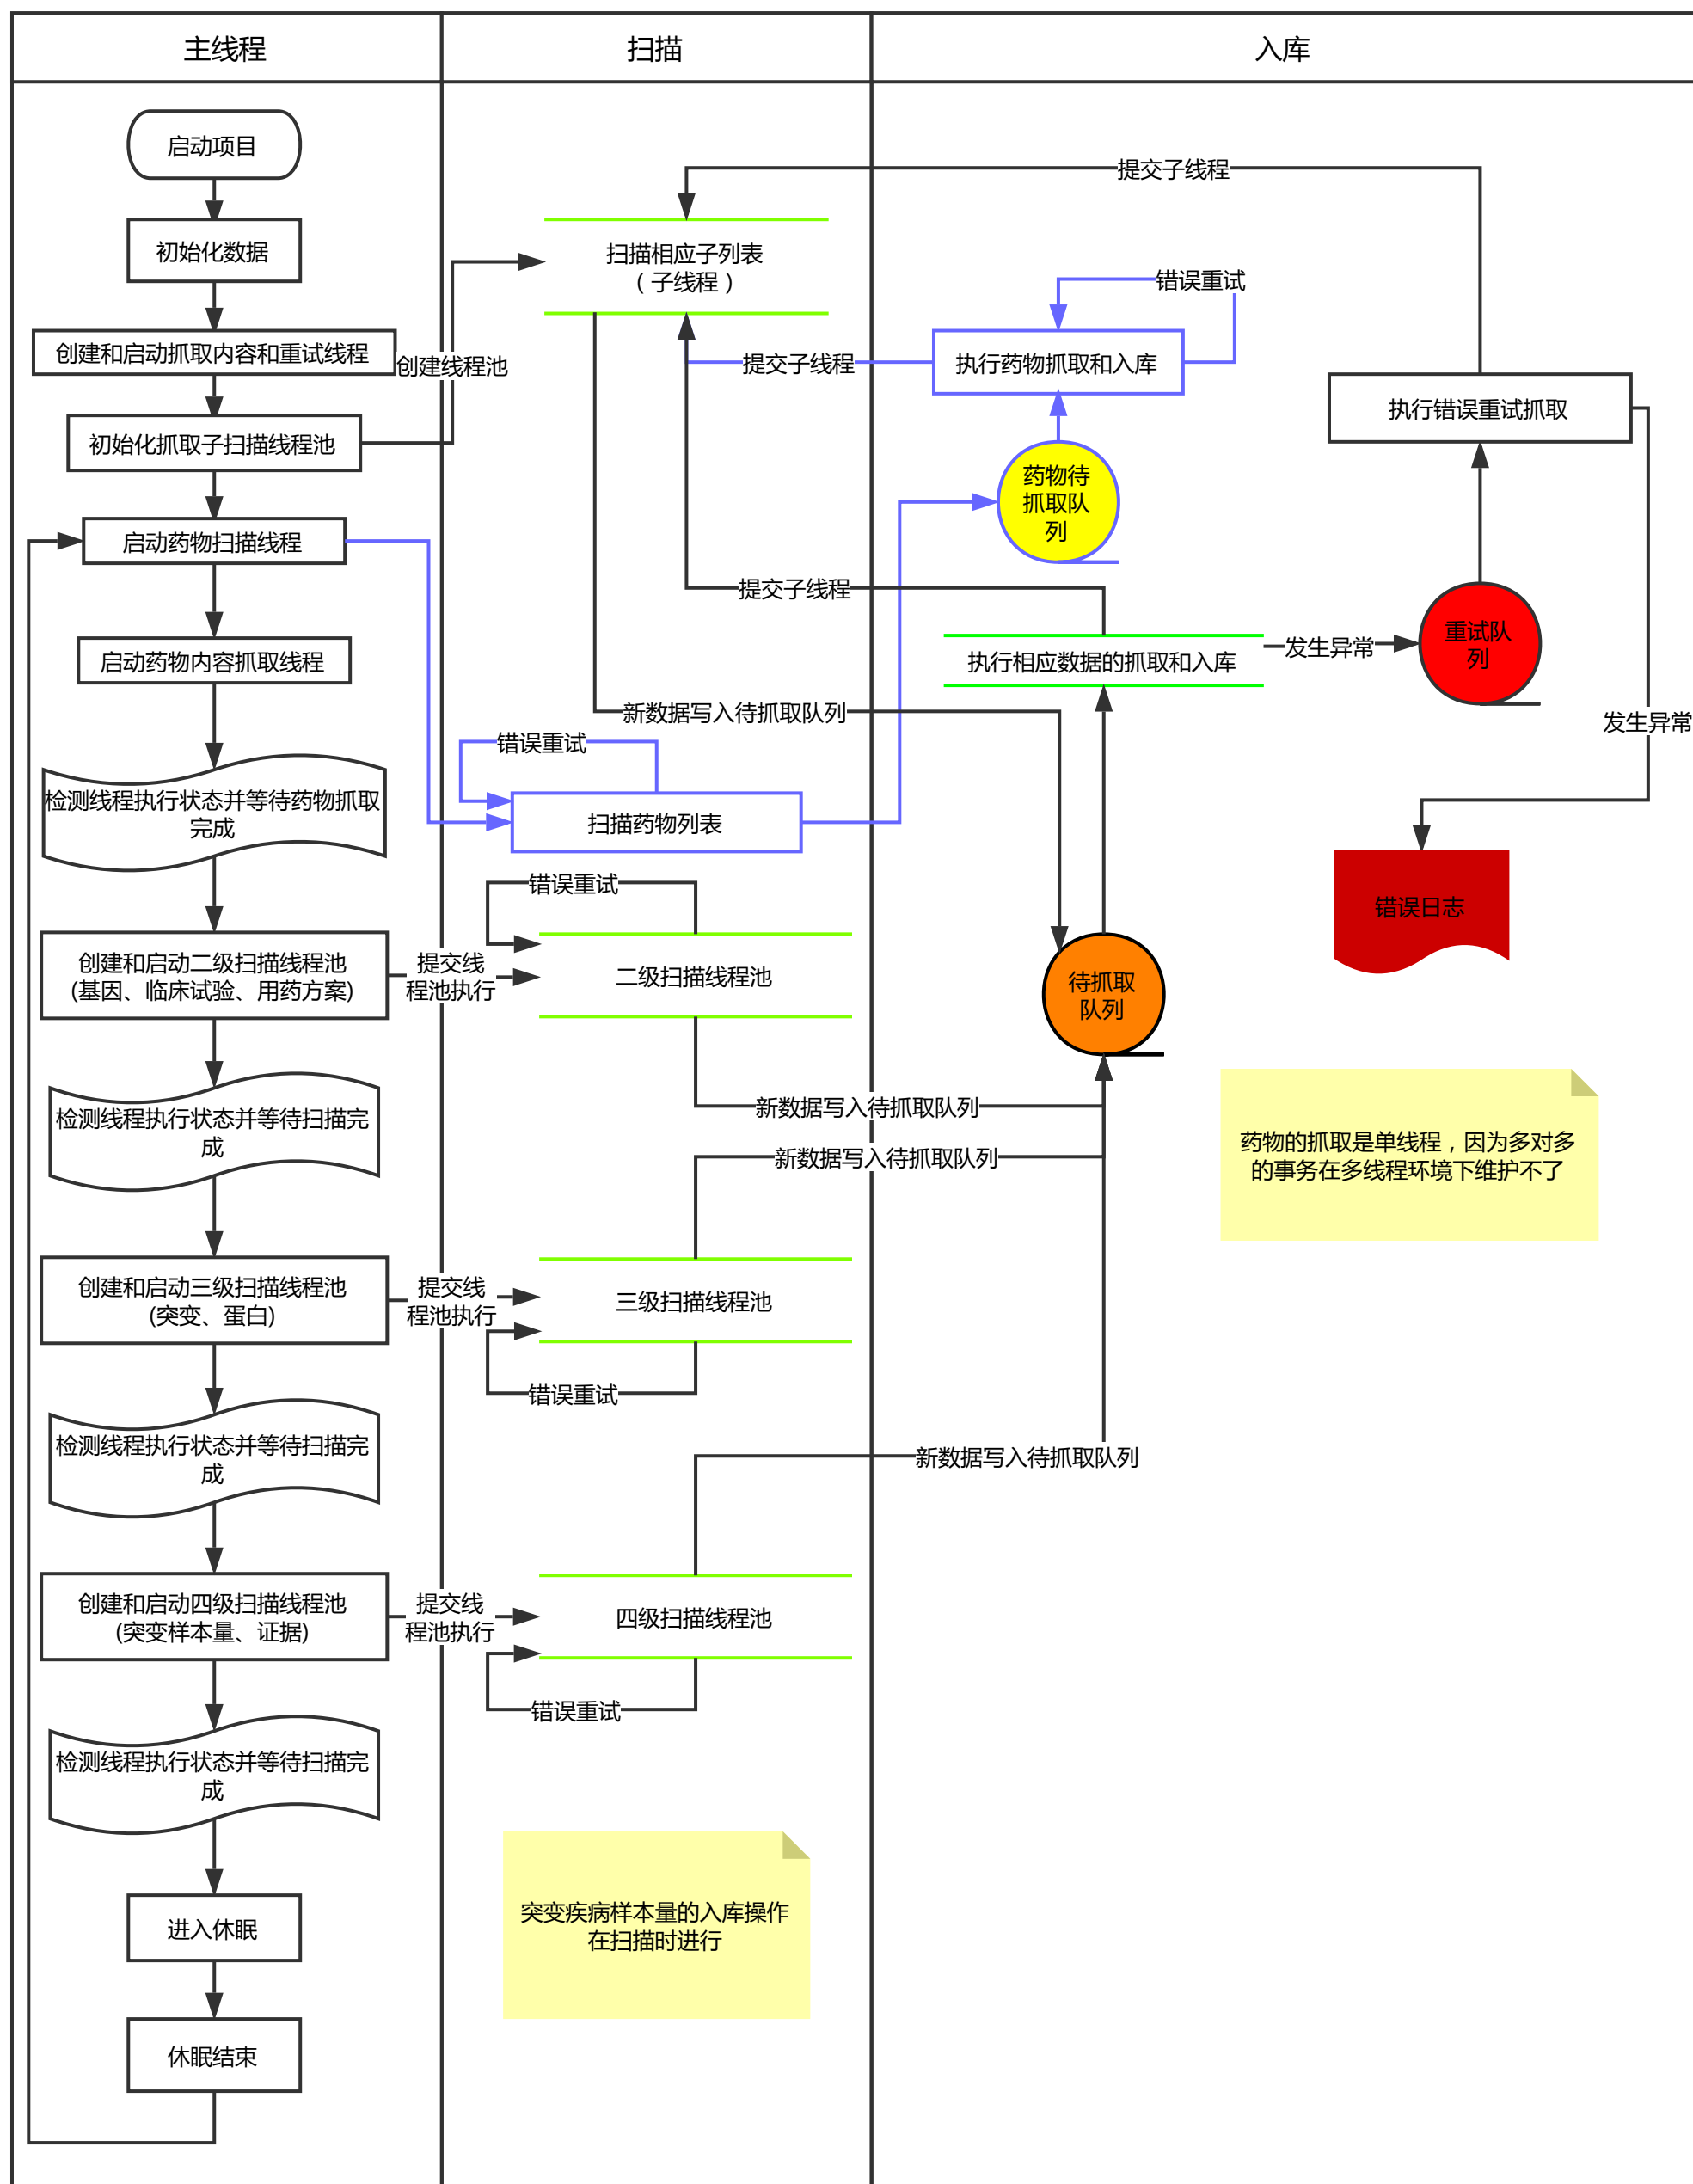 主线程
扫描
入库
启动项目
初始化数据
创建和启动抓取内容和重试线程
初始化抓取子扫描线程池
创建线程池
启动药物扫描线程
启动药物内容抓取线程
检测线程执行状态并等待药物抓取
完成
创建和启动二级扫描线程池
(基因、临床试验、用药方案)
提交线
程池执行
检测线程执行状态并等待扫描完
成
创建和启动三级扫描线程池
(突变、蛋白)
提交线
程池执行
检测线程执行状态并等待扫描完
成
创建和启动四级扫描线程池
(突变样本量、证据)
提交线
程池执行
检测线程执行状态并等待扫描完
成
进入休眠
休眠结束
扫描相应子列表
（子线程）
提交子线程
提交子线程
提交子线程
新数据写入待抓取队列
错误重试
扫描药物列表
错误重试
二级扫描线程池
新数据写入待抓取队列
新数据写入待抓取队列
三级扫描线程池
错误重试
新数据写入待抓取队列
四级扫描线程池
错误重试
突变疾病样本量的入库操作
在扫描时进行
错误重试
执行药物抓取和入库
药物待
抓取队
列
执行错误重试抓取
执行相应数据的抓取和入库
发生异常
重试队
列
发生异常
错误日志
待抓取
队列
药物的抓取是单线程，因为多对多
的事务在多线程环境下维护不了